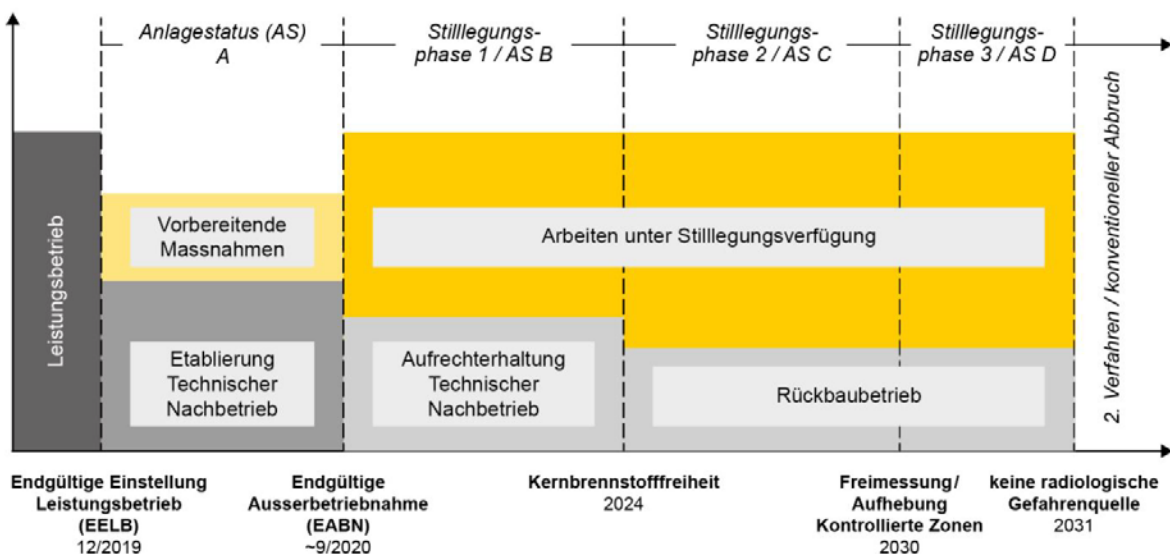 Anlagestatus (AS)
A
Stilllegungs-
phase 1 / AS B
Stilllegungs-
phase 2 / AS C
Stilllegungs-
phase 3 / AS D
Leistungsbetrieb
Vorbereitende
Massnahmen
Arbeiten unter Stilllegungsverfügung
Etablierung
Technischer
Nachbetrieb
Aufrechterhaltung
Technischer
Nachbetrieb
Rückbaubetrieb
2. Verfahren / konventioneller Abbruch
Endgültige Einstellung
Leistungsbetrieb
(EELB)
12/2019
Endgültige
Ausserbetriebnahme
(EABN)
~9/2020
Kernbrennstofffreiheit
2024
Freimessung/
Aufhebung
Kontrollierte Zonen
2030
keine radiologische
Gefahrenquelle
2031